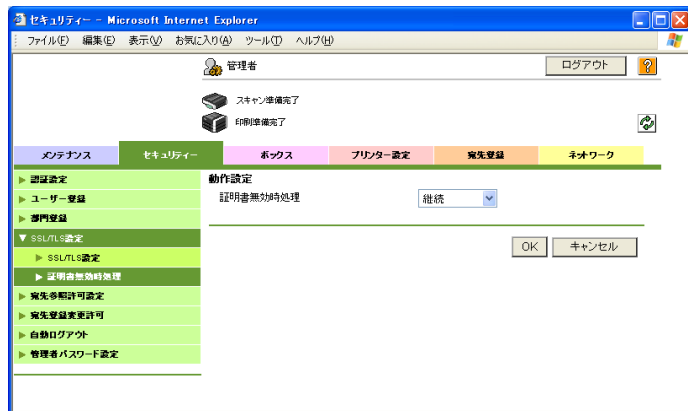 セキュリティー - Microsoft Internet Explorer
ファイル(F) 編集(E) 表示(V) お気に入り(A) ツール(T) ヘルプ(H)
管理者 ログアウト ?
スキャン準備完了
印刷準備完了
メンテナンス セキュリティー ボックス プリンター設定 宛先登録 ネットワーク
認証設定
ユーザー登録
部門登録
SSL/TLS設定
SSL/TLS設定
証明書無効時処理
宛先参照許可設定
宛先登録変更許可
自動ログアウト
管理者パスワード設定
動作設定
証明書無効時処理 継続
OK キャンセル